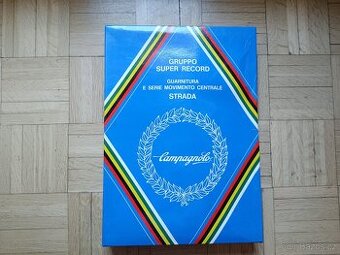 GRUPPO
SUPER RECORD
GUARNITURA
E SERIE MOVIMENTO CENTRALE
STRADA
Campagnolo